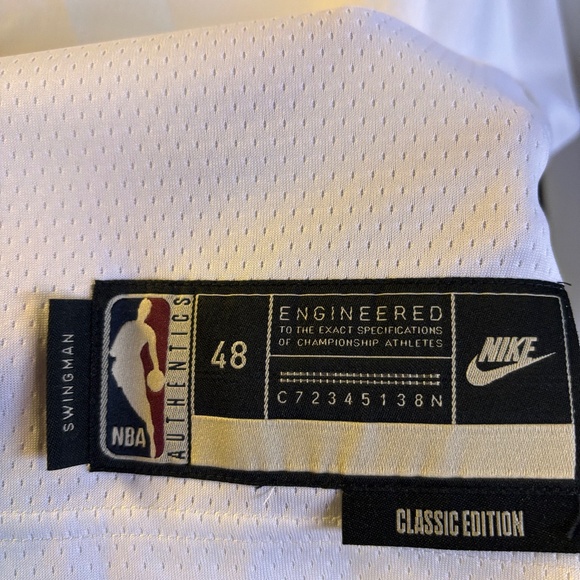 SWINGMAN
NBA
AUTHENTICS
48
ENGINEERED
TO THE EXACT SPECIFICATIONS
OF CHAMPIONSHIP ATHLETES
C72345138N
NIKE
CLASSIC EDITION